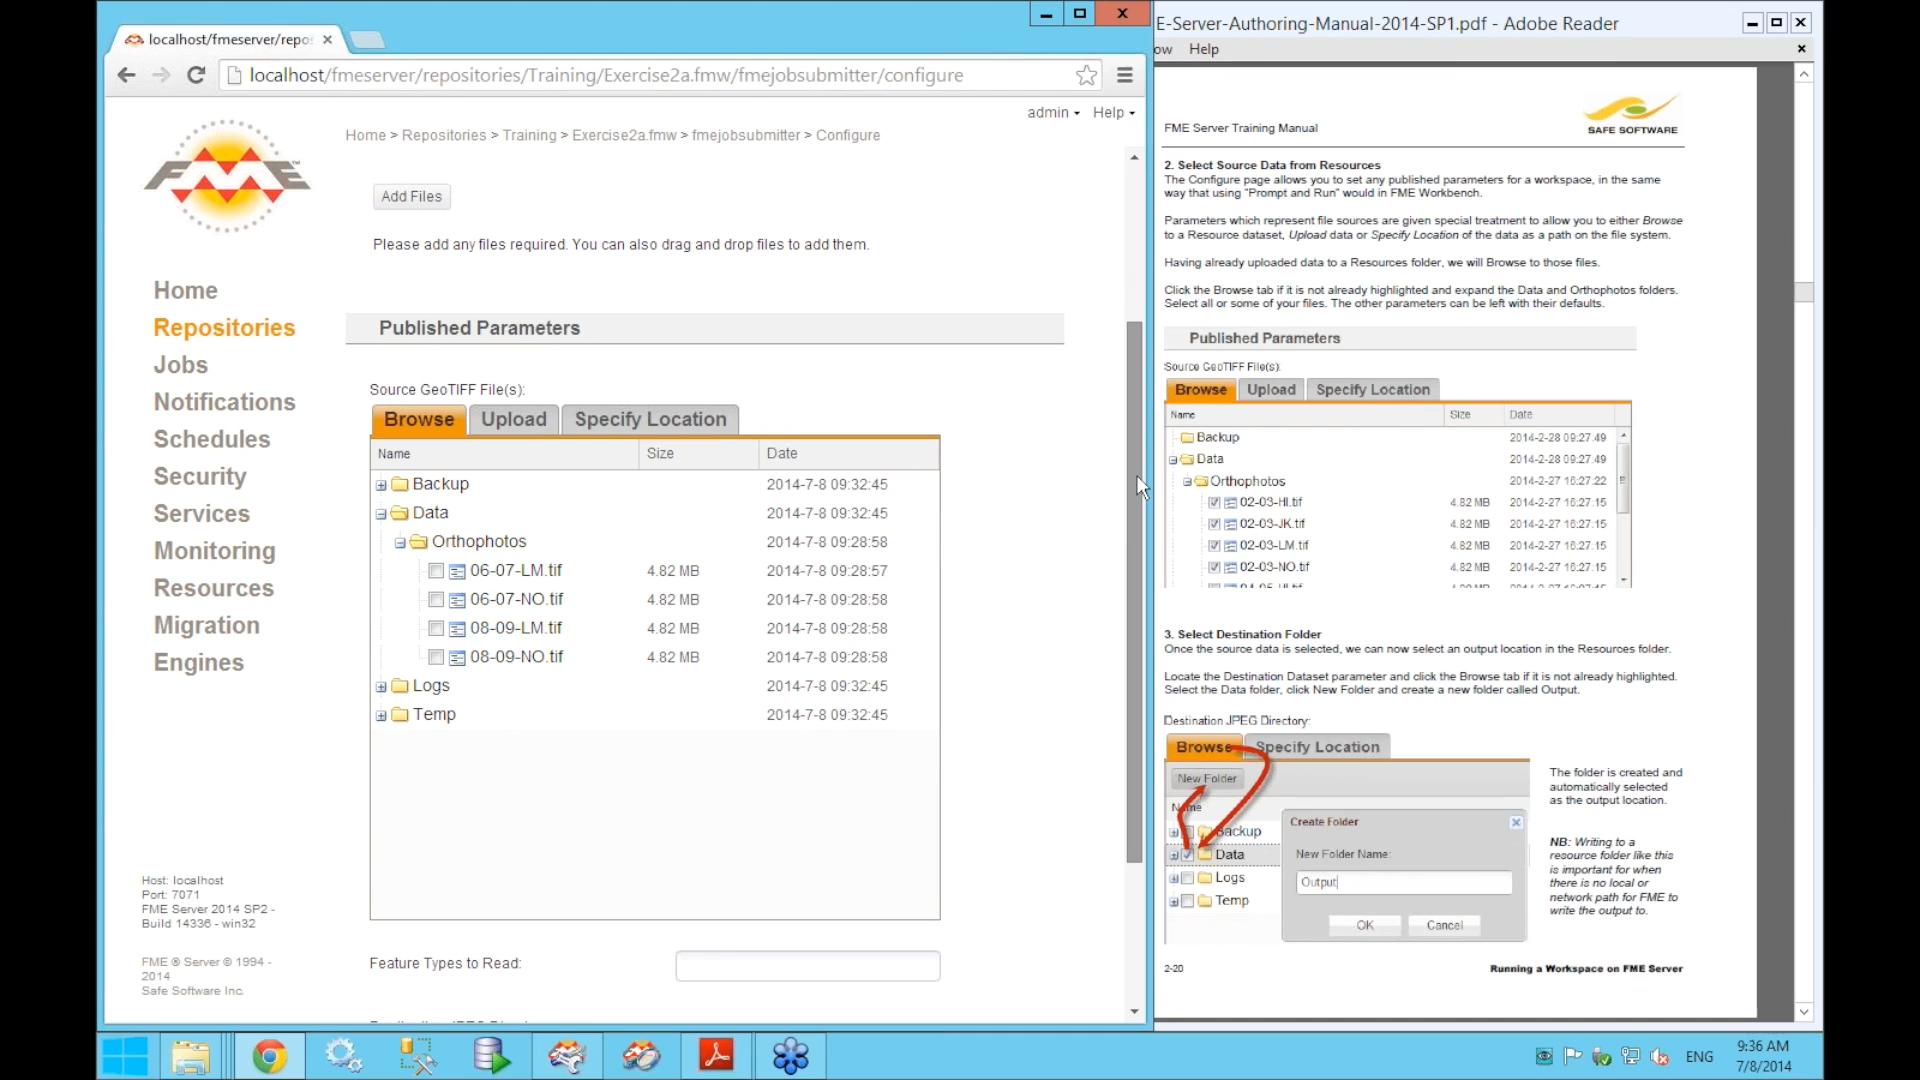 localhost/fmeserver/repo
localhost/fmeserver/repositories/Training/Exercise2a.fmw/fmejobsubmitter/configure
admin
Help
Home > Repositories > Training > Exercise2a.fmw > fmejobsubmitter > Configure
FME
Add Files
Please add any files required. You can also drag and drop files to add them.
Home
Repositories
Jobs
Notifications
Schedules
Security
Services
Monitoring
Resources
Migration
Engines
Published Parameters
Source GeoTIFF File(s):
Browse Upload Specify Location
Name Size Date
Backup 2014-7-8 09:32:45
Data 2014-7-8 09:32:45
Orthophotos 2014-7-8 09:28:58
06-07-LM.tif 4.82 MB 2014-7-8 09:28:57
06-07-NO.tif 4.82 MB 2014-7-8 09:28:58
08-09-LM.tif 4.82 MB 2014-7-8 09:28:58
08-09-NO.tif 4.82 MB 2014-7-8 09:28:58
Logs 2014-7-8 09:32:45
Temp 2014-7-8 09:32:45
Feature Types to Read:
Host: localhost
Port: 7071
FME Server 2014 SP2 -
Build 14336 - win32
FME ® Server © 1994 -
2014
Safe Software Inc.
E-Server-Authoring-Manual-2014-SP1.pdf - Adobe Reader
ow Help
FME Server Training Manual
SAFE SOFTWARE
2. Select Source Data from Resources
The Configure page allows you to set any published parameters for a workspace, in the same
way that using "Prompt and Run" would in FME Workbench.
Parameters which represent file sources are given special treatment to allow you to either Browse
to a Resource dataset, Upload data or Specify Location of the data as a path on the file system.
Having already uploaded data to a Resources folder, we will Browse to those files.
Click the Browse tab if it is not already highlighted and expand the Data and Orthophotos folders.
Select all or some of your files. The other parameters can be left with their defaults.
Published Parameters
Source GeoTIFF File(s):
Browse Upload Specify Location
Name Size Date
Backup 2014-2-28 09:27:49
Data 2014-2-28 09:27:49
Orthophotos 2014-2-27 16:27:22
02-03-HI.tif 4.82 MB 2014-2-27 16:27:15
02-03-JK.tif 4.82 MB 2014-2-27 16:27:15
02-03-LM.tif 4.82 MB 2014-2-27 16:27:15
02-03-NO.tif 4.82 MB 2014-2-27 16:27:15
3. Select Destination Folder
Once the source data is selected, we can now select an output location in the Resources folder.
Locate the Destination Dataset parameter and click the Browse tab if it is not already highlighted.
Select the Data folder, click New Folder and create a new folder called Output.
Destination JPEG Directory:
Browse Specify Location
New Folder
Name
Backup
Data
Logs
Temp
Create Folder
New Folder Name:
Output
OK Cancel
The folder is created and
automatically selected
as the output location.
NB: Writing to a
resource folder like this
is important for when
there is no local or
network path for FME to
write the output to.
2-20 Running a Workspace on FME Server
ENG
9:36 AM
7/8/2014